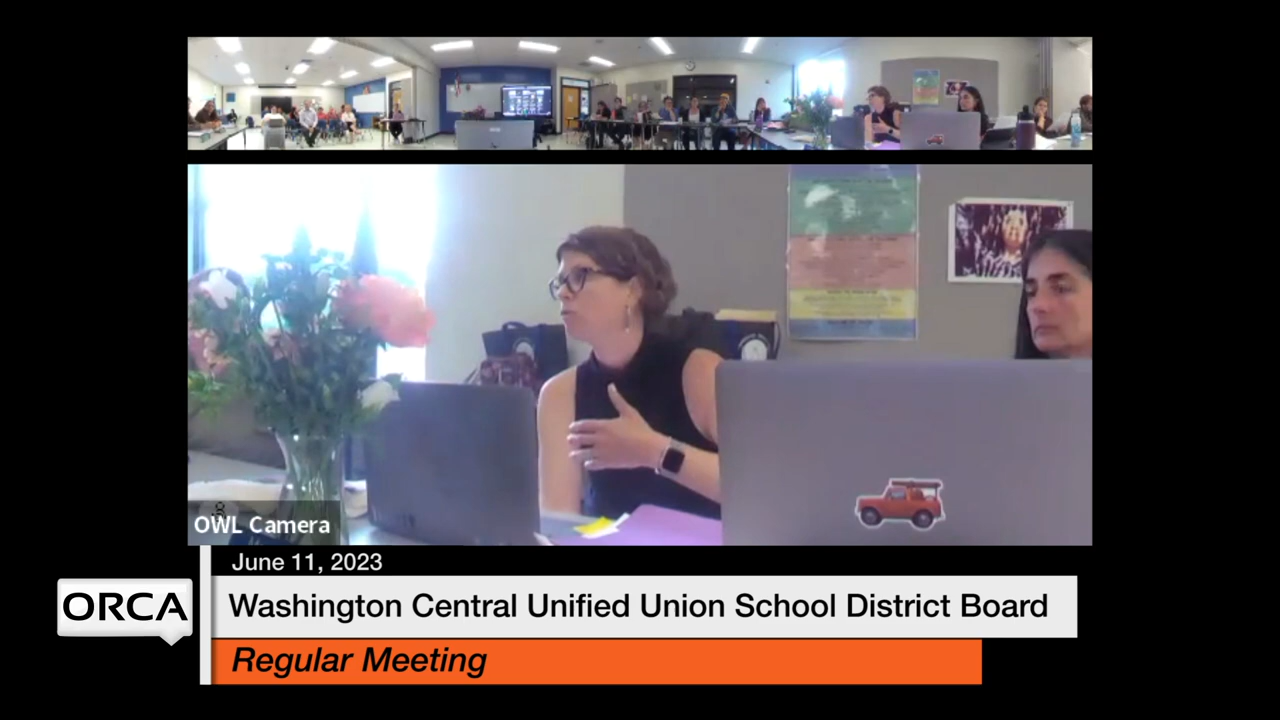 OWL Camera
June 11, 2023
ORCA
Washington Central Unified Union School District Board
Regular Meeting